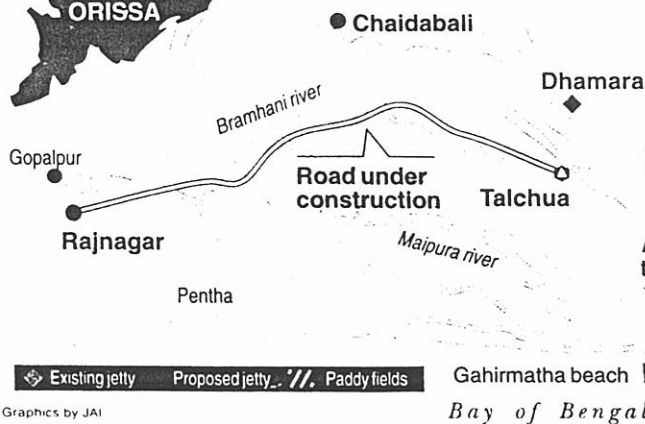 ORISSA
Chaidabali
Dhamara
Bramhani river
Gopalpur
Road under
construction
Talchua
Rajnagar
Maipura river
Pentha
Existing jetty Proposed jetty Paddy fields
Gahirmatha beach
Graphics by JAI
Bay of Bengal